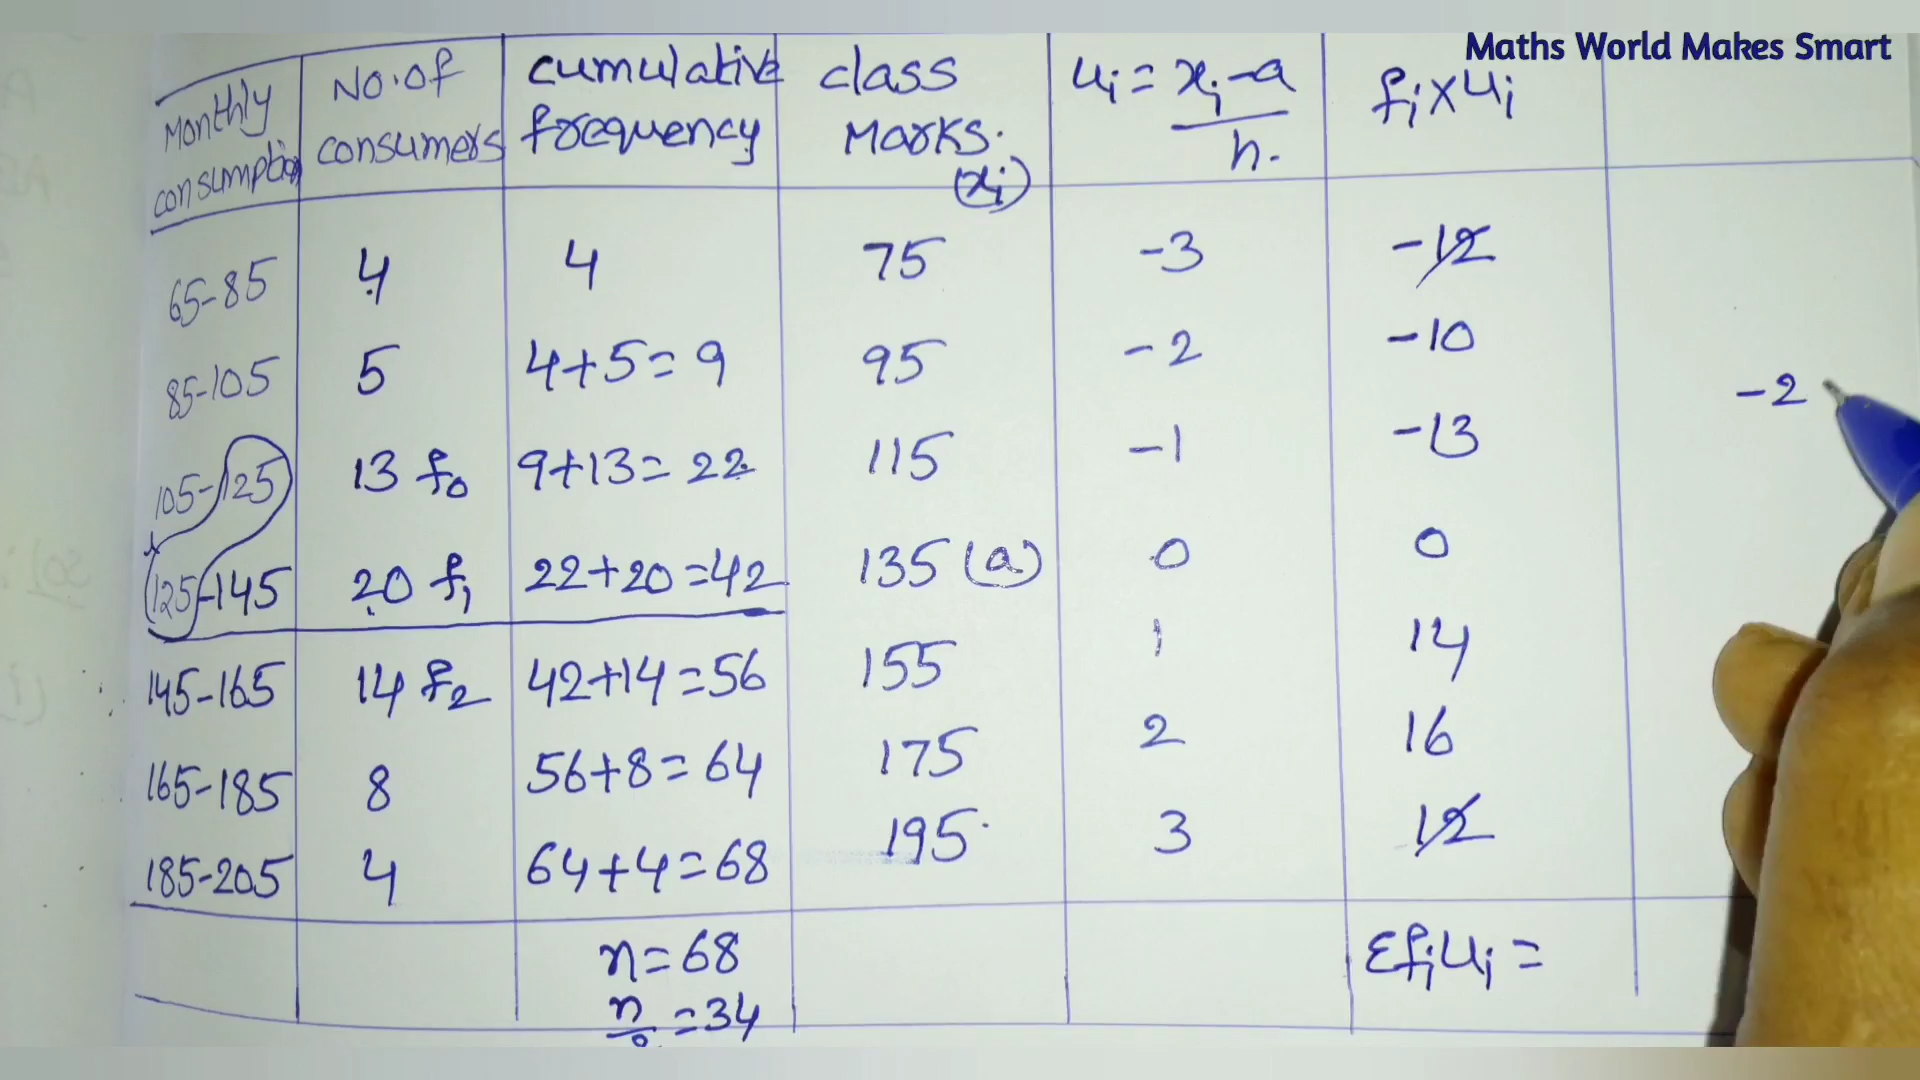 Maths World Makes Smart
Monthly consumption | No. of consumers | cumulative frequency | class Marks. (xi) | ui = xi-a / h. | fi x ui
65-85 | 4 | 4 | 75 | -3 | -12
85-105 | 5 | 4+5=9 | 95 | -2 | -10
105-125 | 13 f0 | 9+13=22 | 115 | -1 | -13
125-145 | 20 f1 | 22+20=42 | 135 (a) | 0 | 0
145-165 | 14 f2 | 42+14=56 | 155 | 1 | 14
165-185 | 8 | 56+8=64 | 175 | 2 | 16
185-205 | 4 | 64+4=68 | 195 | 3 | 12
n=68 | Σfiui =
n/2 =34
-2